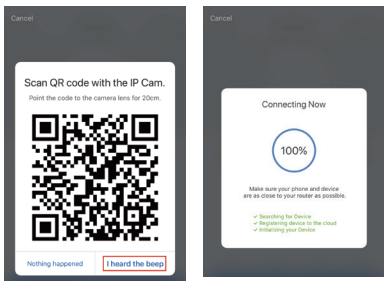 Cancel
Scan QR code with the IP Cam.
Point the code to the camera lens for 20cm.
Nothing happened
I heard the beep
Cancel
Connecting Now
100%
Make sure your phone and device
are as close to your router as possible.
✓ Searching for Device
✓ Registering device to the cloud
✓ Initializing your Device